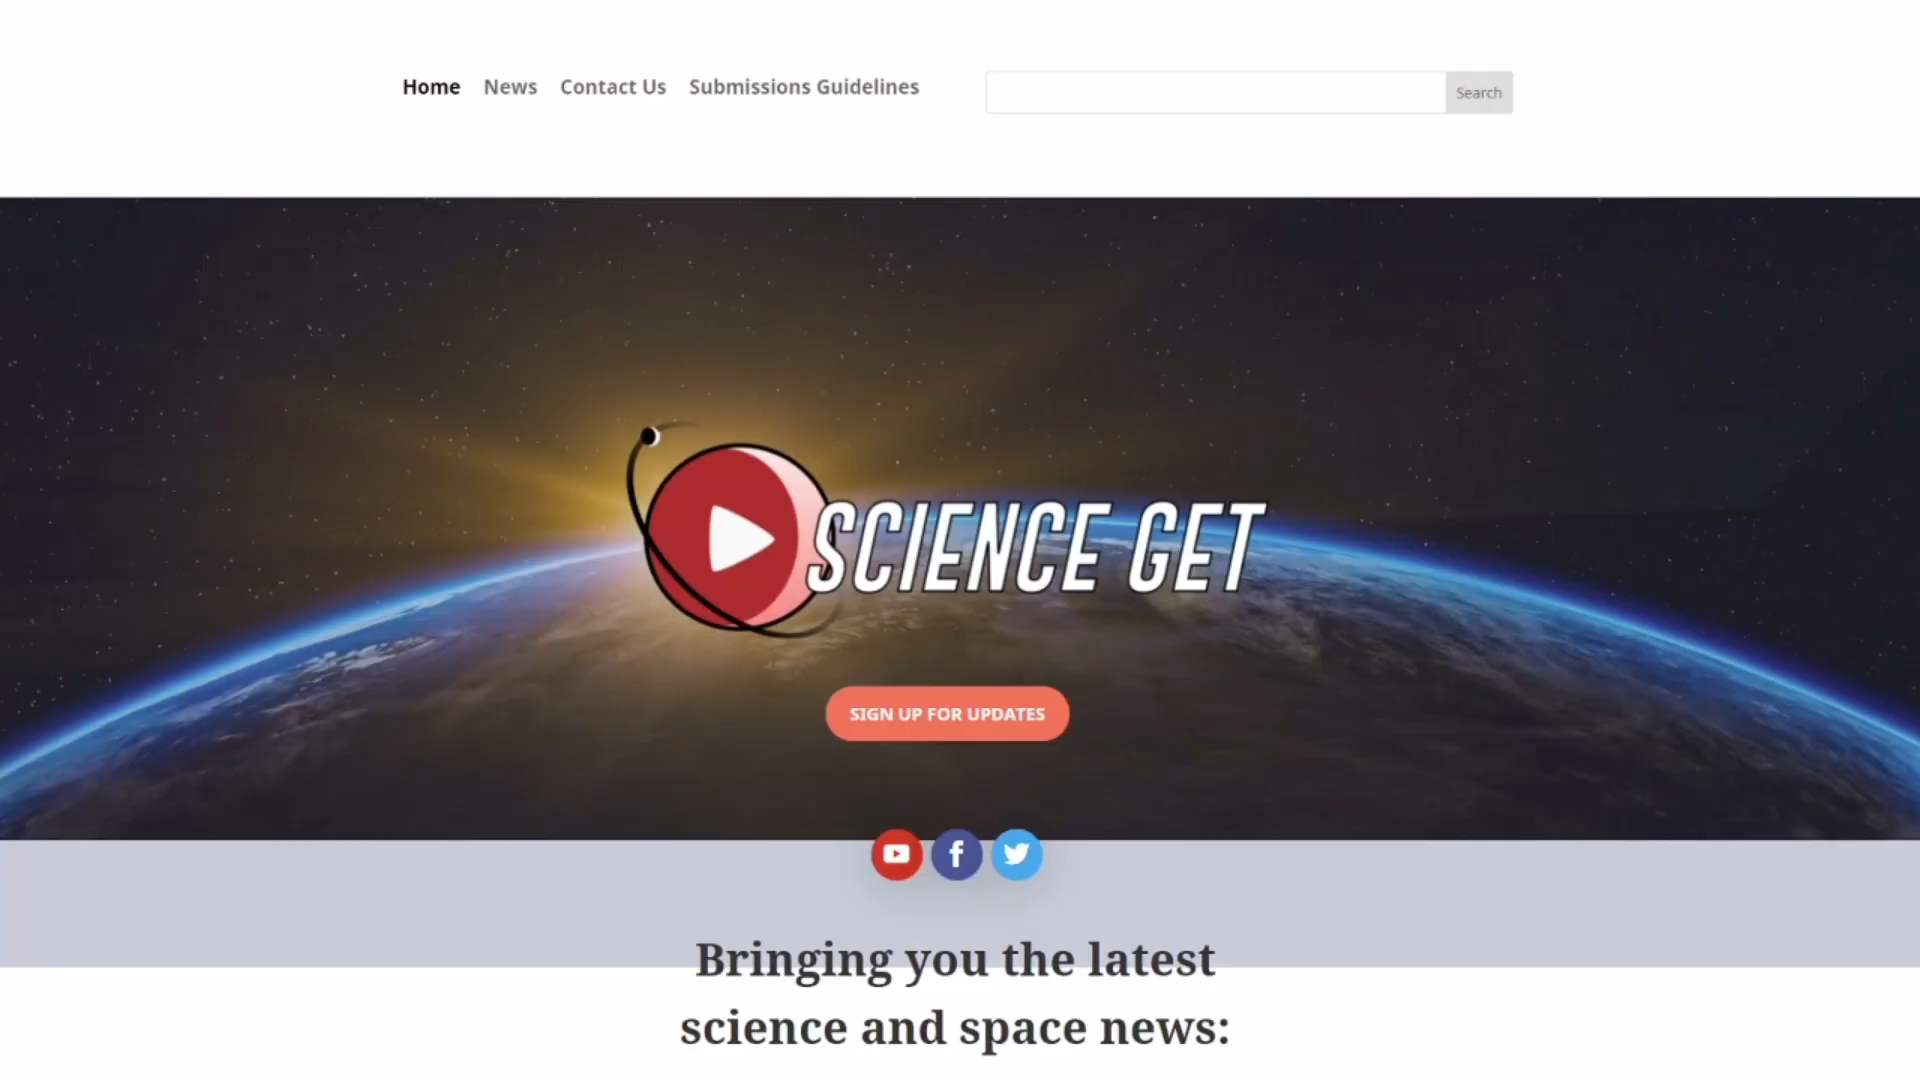 Home News Contact Us Submissions Guidelines Search
SCIENCE GET
SIGN UP FOR UPDATES
Bringing you the latest
science and space news: